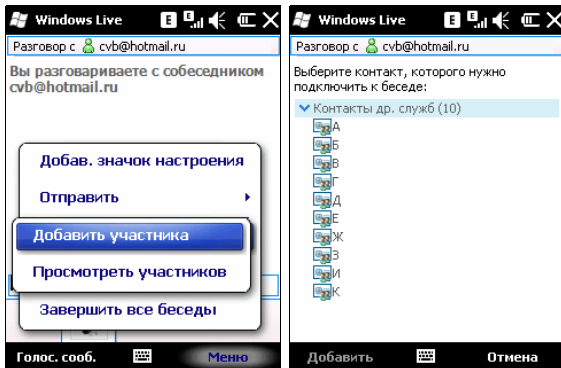 Windows Live
E
Разговор с cvb@hotmail.ru
Вы разговариваете с собеседником
cvb@hotmail.ru
Добав. значок настроения
Отправить
Добавить участника
Просмотреть участников
Завершить все беседы
Голос. сооб.
Меню
Windows Live
E
Разговор с cvb@hotmail.ru
Выберите контакт, которого нужно
подключить к беседе:
Контакты др. служб (10)
А
Б
В
Г
Д
Е
Ж
З
И
К
Добавить
Отмена